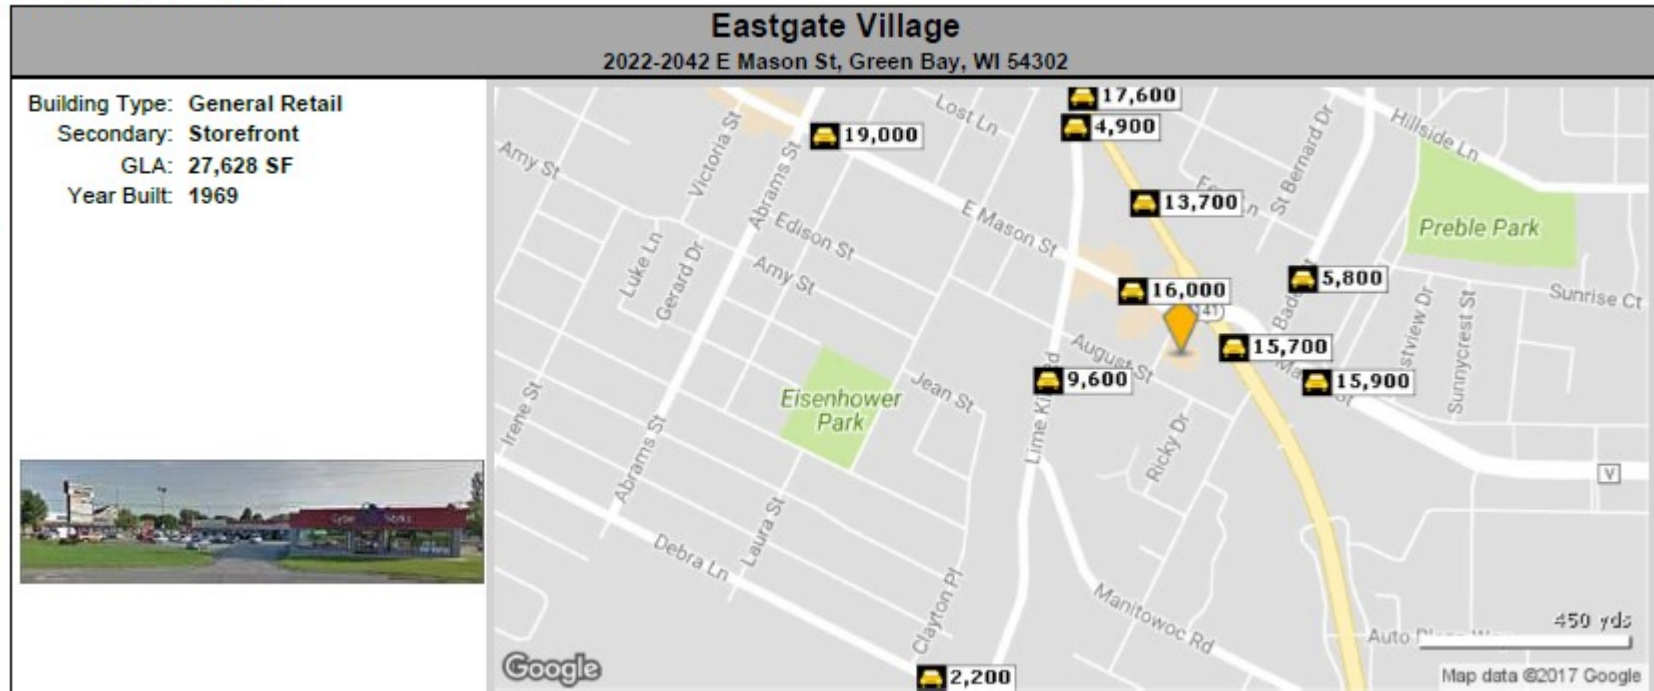 Eastgate Village
2022-2042 E Mason St, Green Bay, WI 54302
Building Type: General Retail
Secondary: Storefront
GLA: 27,628 SF
Year Built: 1969
17,600
4,900
19,000
Lost Ln
Hillside Ln
St Bernard Dr
Victoria St
Amy St
Abrams St
13,700
E Mason St
Preble Park
Edison St
Luke Ln
Gerard Dr
Amy St
5,800
16,000
Sunrise Ct
141
August St
15,700
Sunnycrest St
9,600
15,900
Jean St
Eisenhower
Park
Irene St
Ricky Dr
Abrams St
V
Laura St
Debra Ln
Clayton Pl
Manitowoc Rd
450 yds
Auto
Google
2,200
Map data ©2017 Google